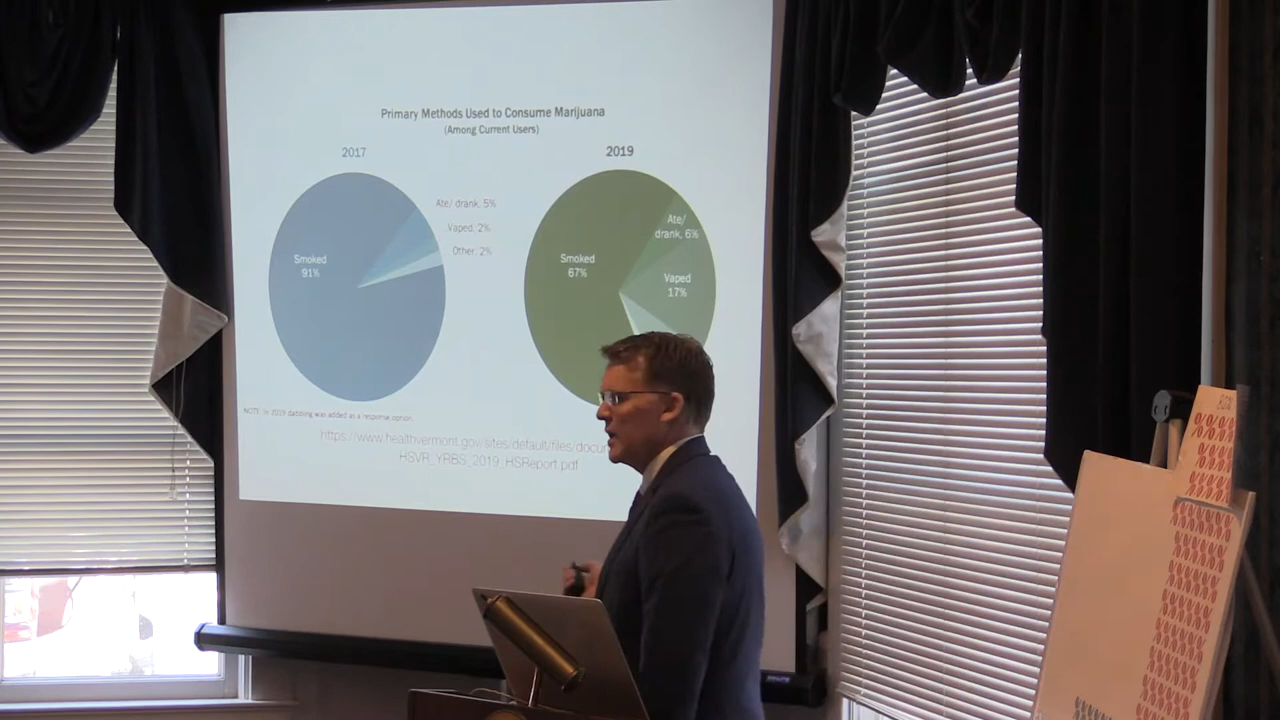 Primary Methods Used to Consume Marijuana
(Among Current Users)
2017
2019
Ate/ drank, 5%
Vaped, 2%
Other, 2%
Smoked
91%
Ate/
drank, 6%
Smoked
67%
Vaped
17%
NOTE: In 2019 dabbing was added as a response option.
https://www.healthvermont.gov/sites/default/files/docu
HSVR_YRBS_2019_HSReport.pdf